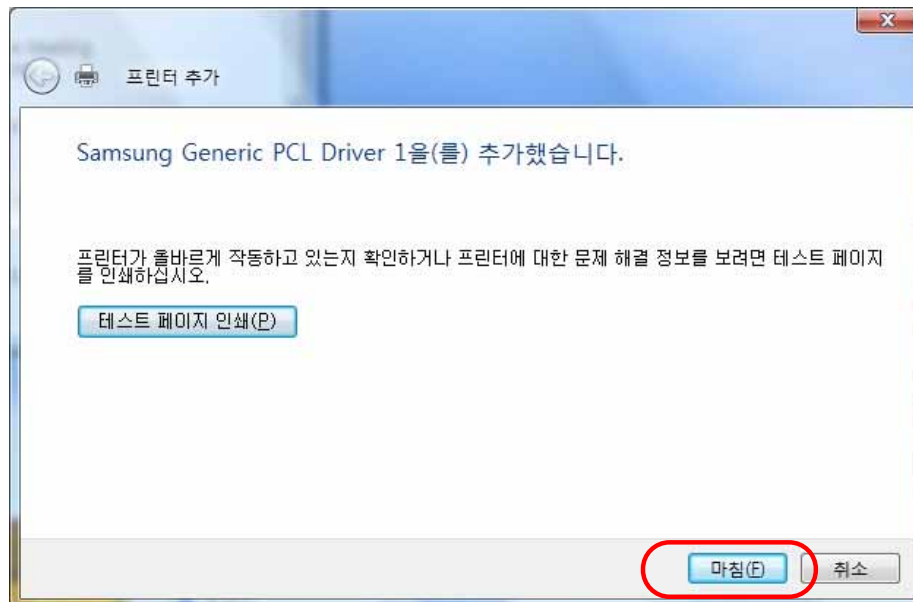 프린터 추가
Samsung Generic PCL Driver 1을(를) 추가했습니다.
프린터가 올바르게 작동하고 있는지 확인하거나 프린터에 대한 문제 해결 정보를 보려면 테스트 페이지
를 인쇄하십시오.
테스트 페이지 인쇄(P)
마침(F) 취소